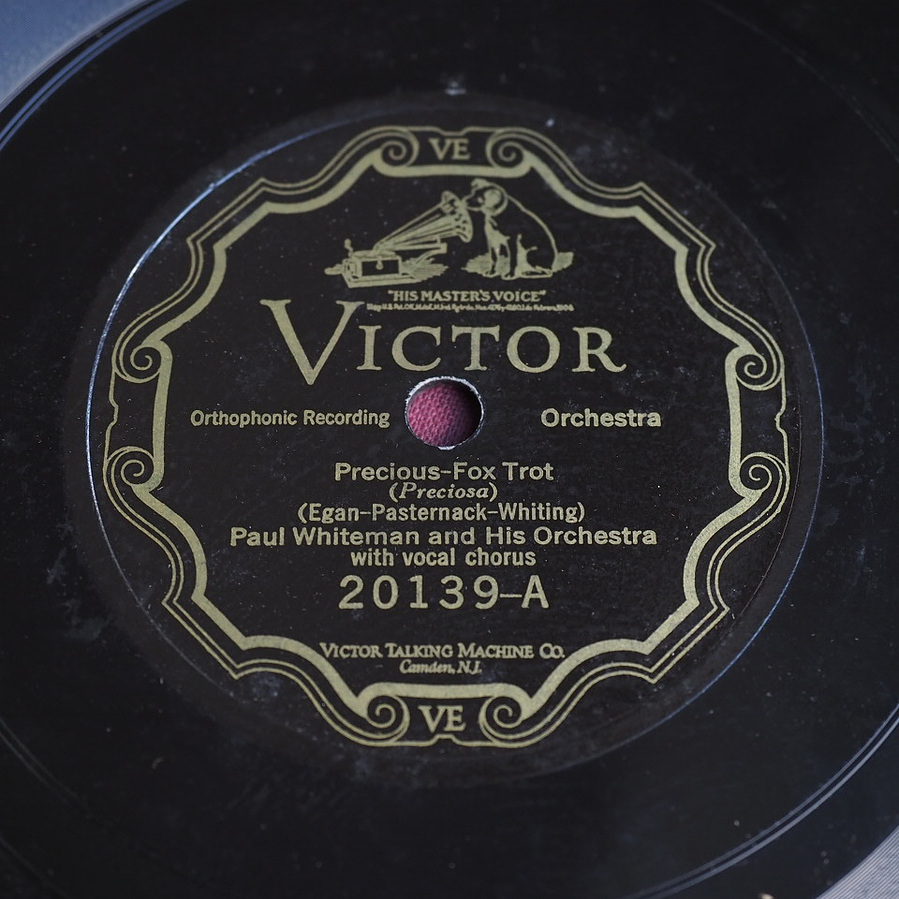 VE
"HIS MASTER'S VOICE"
VICTOR
Orthophonic Recording Orchestra
Precious-Fox Trot
(Preciosa)
(Egan-Pasternack-Whiting)
Paul Whiteman and His Orchestra
with vocal chorus
20139-A
VICTOR TALKING MACHINE CO.
Camden, N.J.
VE